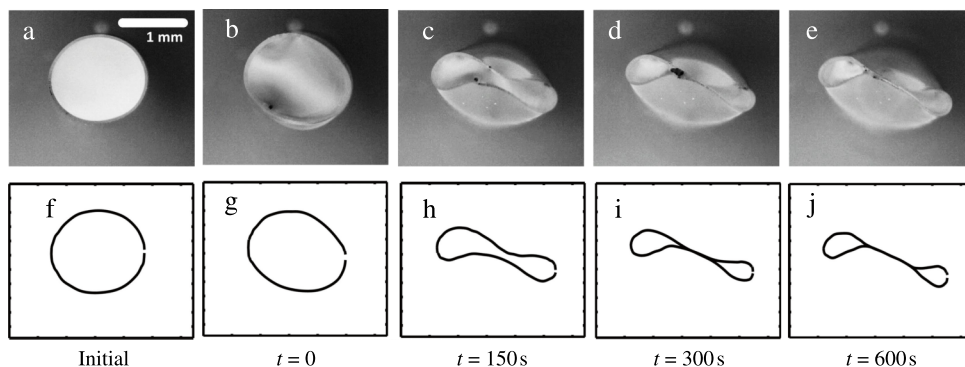 a b c d e
1 mm
f g h i j
Initial t = 0 t = 150 s t = 300 s t = 600 s